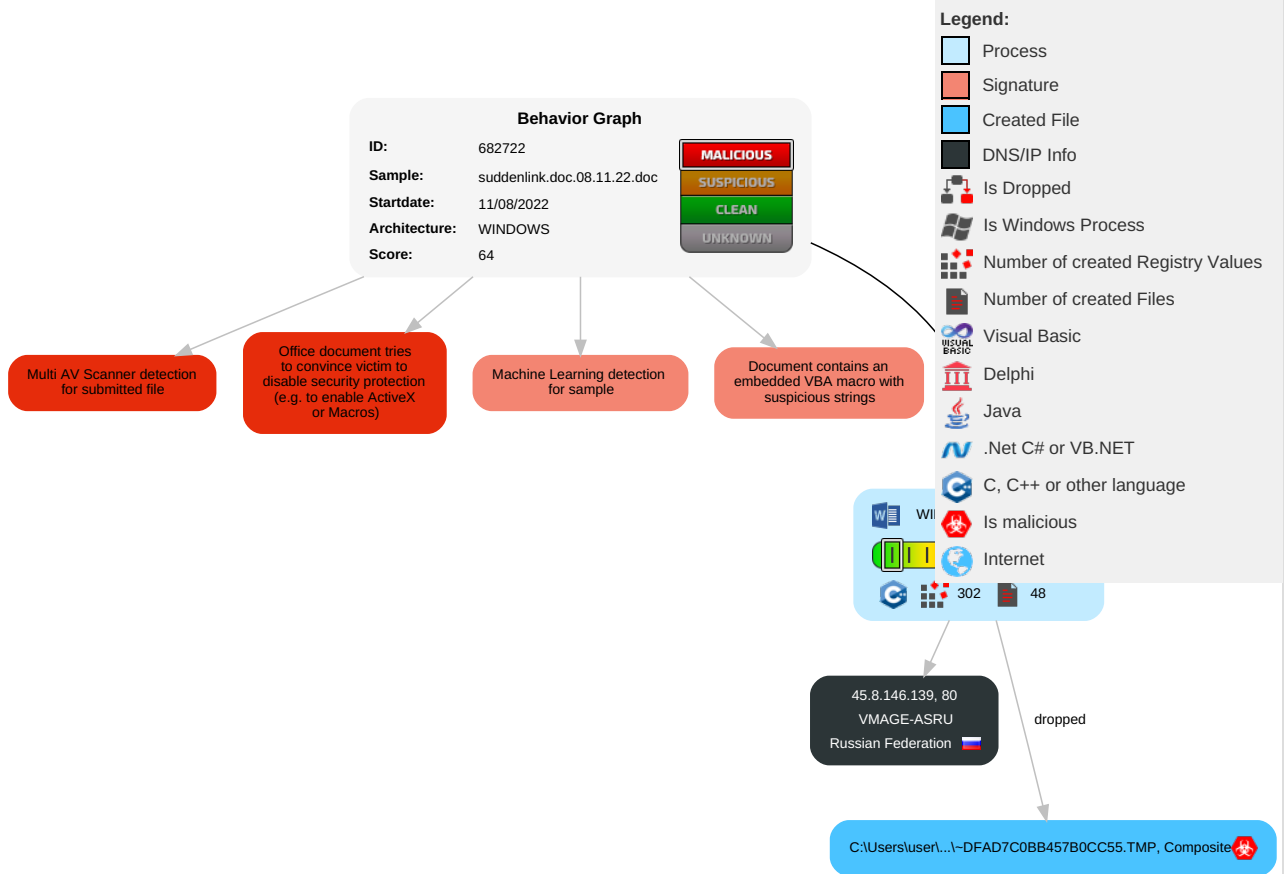 Legend:
Process
Signature
Created File
DNS/IP Info
Is Dropped
Is Windows Process
Number of created Registry Values
Number of created Files
VISUAL
BASIC
Visual Basic
Delphi
Java
.Net C# or VB.NET
C, C++ or other language
Is malicious
Internet
Behavior Graph
ID: 682722
Sample: suddenlink.doc.08.11.22.doc
Startdate: 11/08/2022
Architecture: WINDOWS
Score: 64
MALICIOUS
SUSPICIOUS
CLEAN
UNKNOWN
Multi AV Scanner detection
for submitted file
Office document tries
to convince victim to
disable security protection
(e.g. to enable ActiveX
or Macros)
Machine Learning detection
for sample
Document contains an
embedded VBA macro with
suspicious strings
W
302 48
45.8.146.139, 80
VMAGE-ASRU
Russian Federation
dropped
C:\Users\user\...\~DFAD7C0BB457B0CC55.TMP, Composite